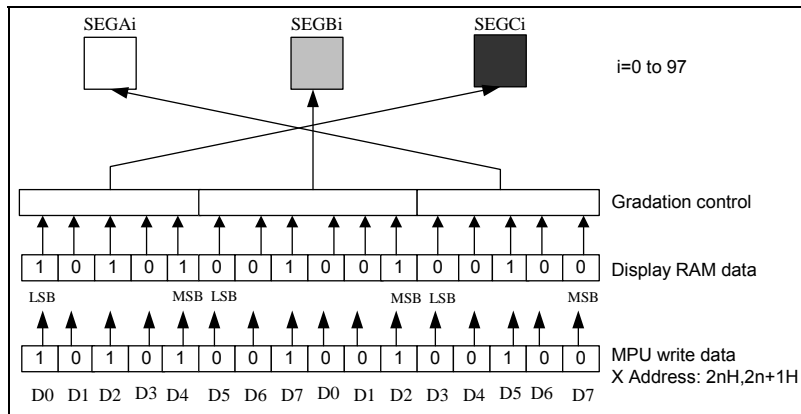 SEGAi SEGBi SEGCi
i=0 to 97
Gradation control
1 0 1 0 1 0 0 1 0 0 1 0 0 1 0 0
Display RAM data
LSB MSB LSB MSB LSB MSB
1 0 1 0 1 0 0 1 0 0 1 0 0 1 0 0
MPU write data
X Address: 2nH,2n+1H
D0 D1 D2 D3 D4 D5 D6 D7 D0 D1 D2 D3 D4 D5 D6 D7